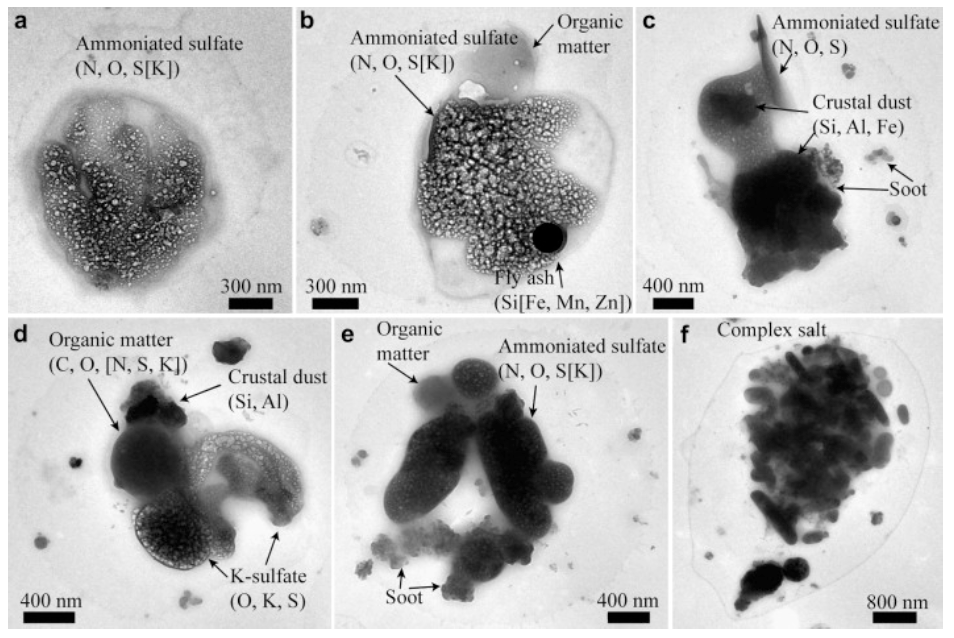 a
Ammoniated sulfate
(N, O, S[K])
300 nm
b
Organic
matter
Ammoniated sulfate
(N, O, S[K])
Fly ash
(Si[Fe, Mn, Zn])
300 nm
c
Ammoniated sulfate
(N, O, S)
Crustal dust
(Si, Al, Fe)
Soot
400 nm
d
Organic matter
(C, O, [N, S, K])
Crustal dust
(Si, Al)
K-sulfate
(O, K, S)
400 nm
e
Organic
matter
Ammoniated sulfate
(N, O, S[K])
Soot
400 nm
f
Complex salt
800 nm